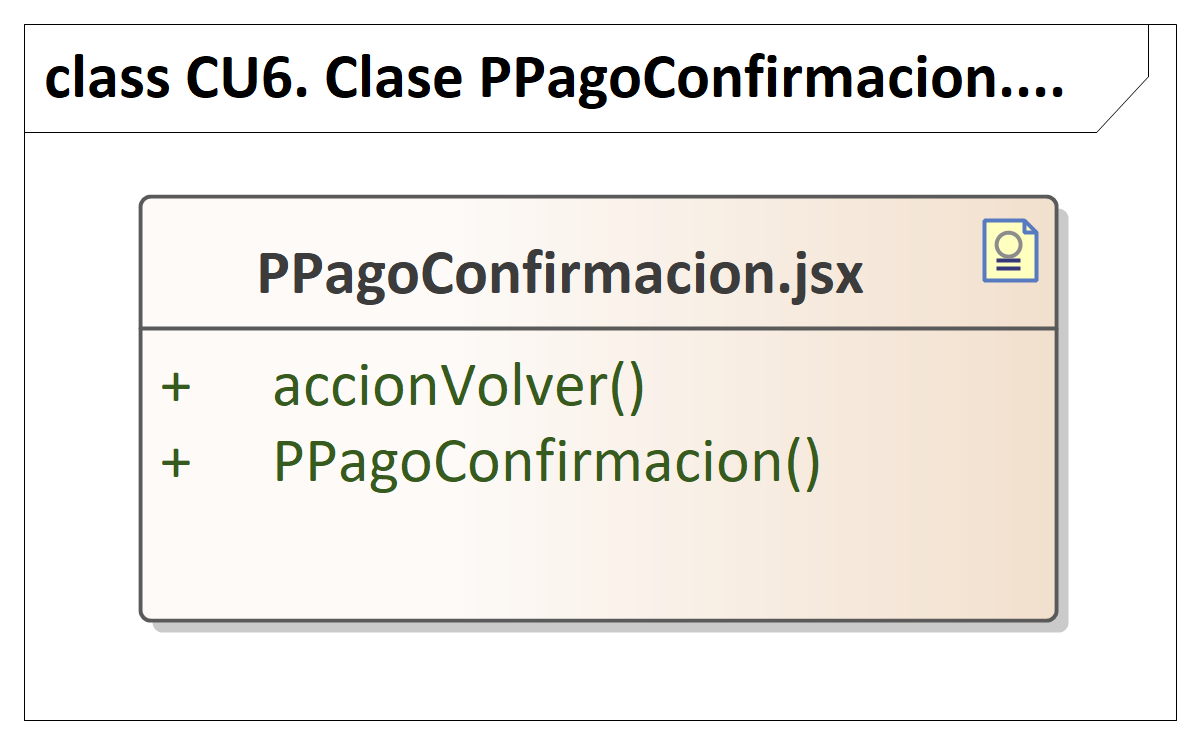 class CU6. Clase PPagoConfirmacion....
PPagoConfirmacion.jsx
+ accionVolver()
+ PPagoConfirmacion()